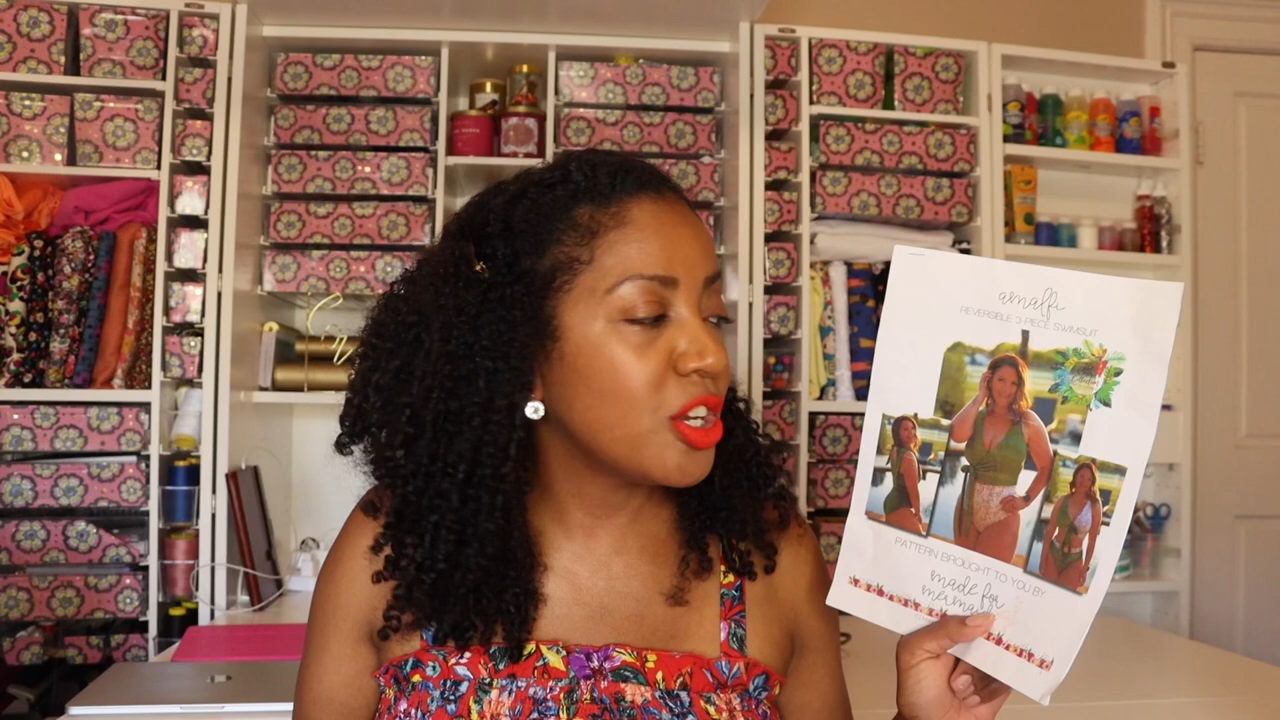 amalfi
REVERSIBLE 3-PIECE SWIMSUIT
PATTERN BROUGHT TO YOU BY
made for
mermaids